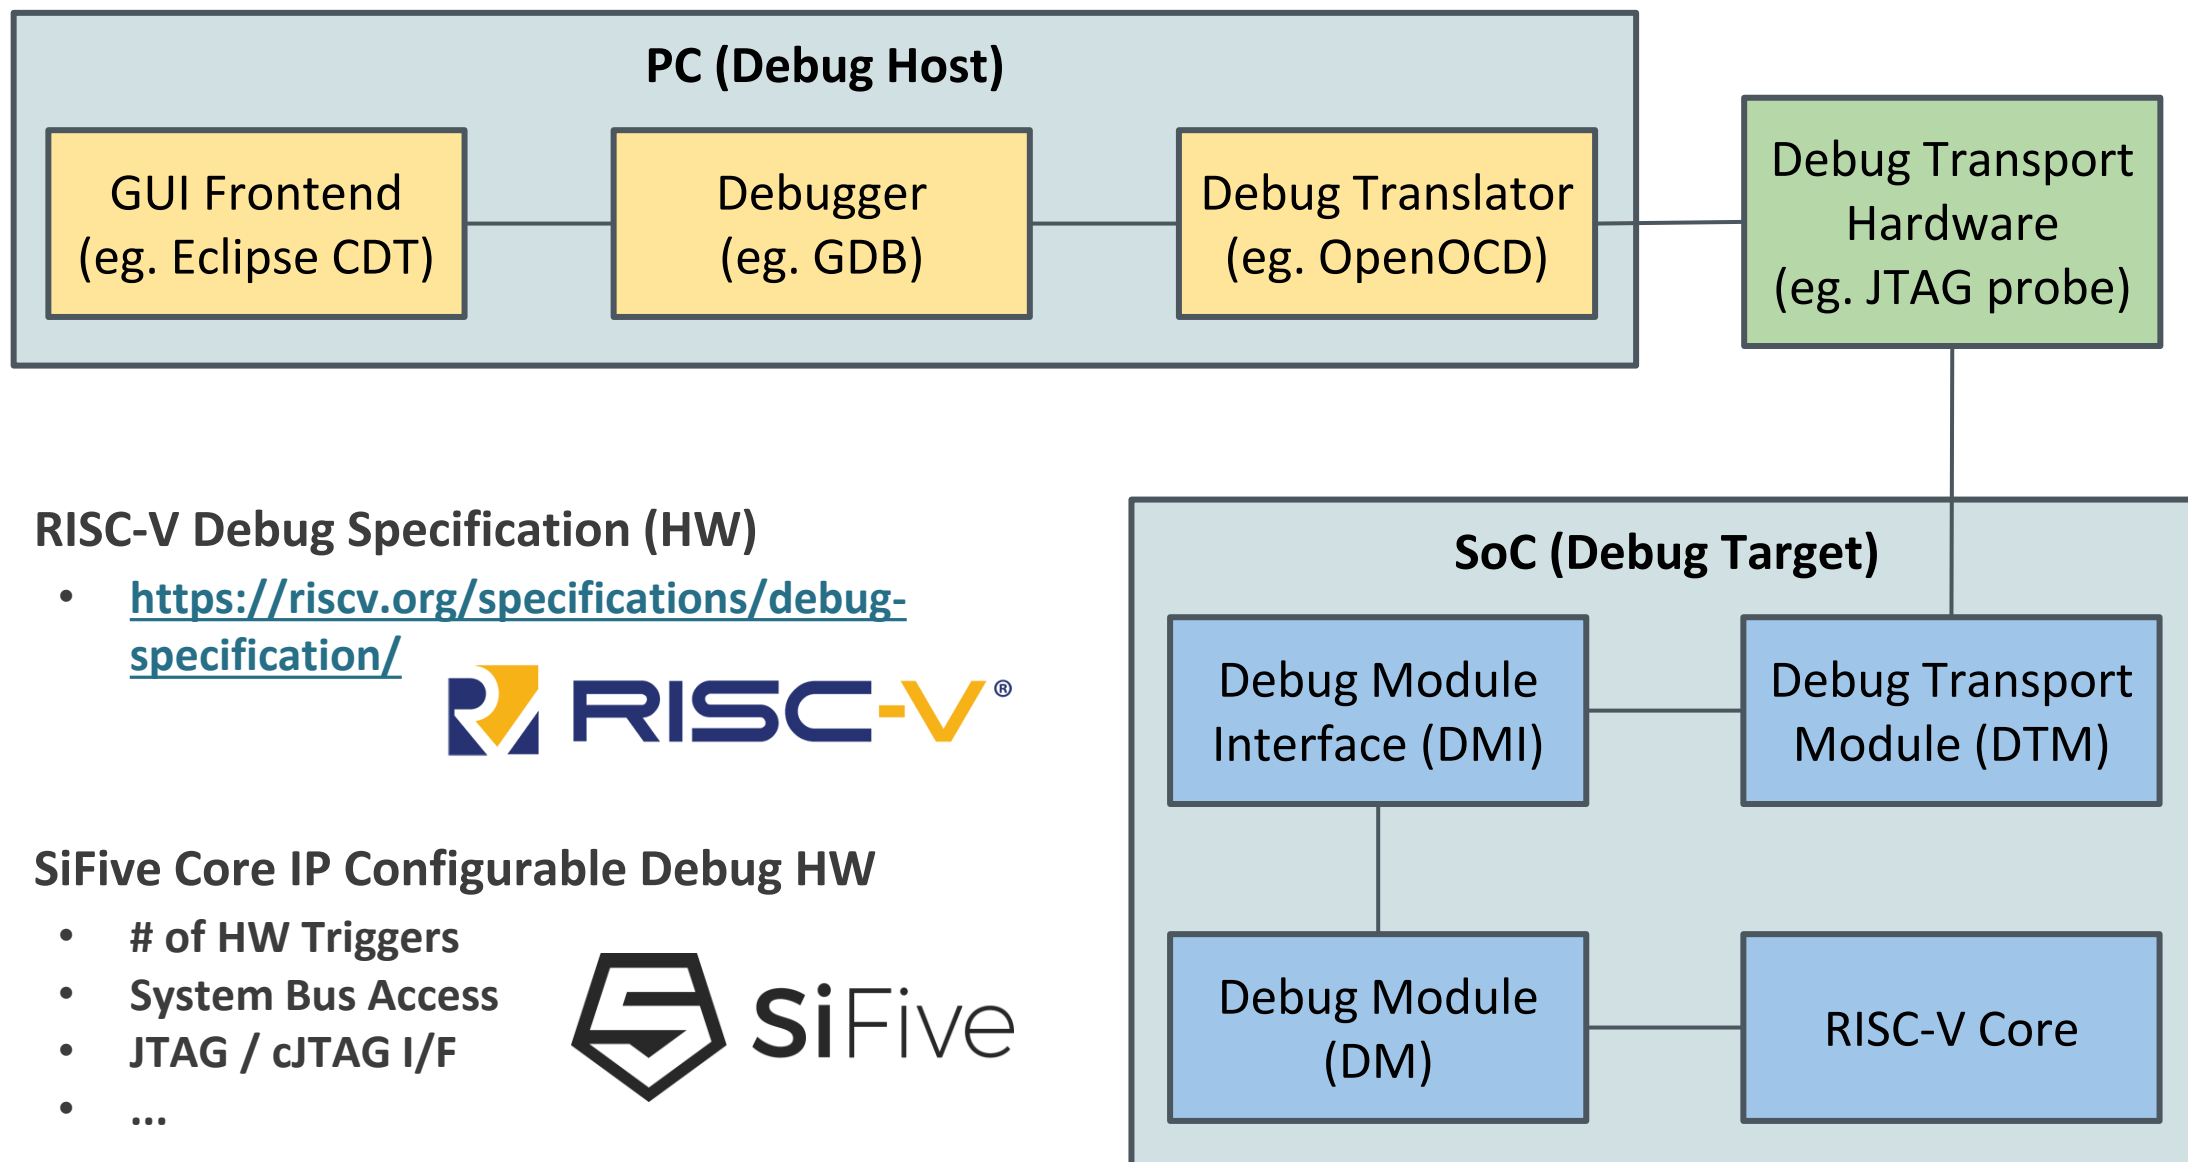 PC (Debug Host)
GUI Frontend
(eg. Eclipse CDT)
Debugger
(eg. GDB)
Debug Translator
(eg. OpenOCD)
Debug Transport
Hardware
(eg. JTAG probe)
RISC-V Debug Specification (HW)
• https://riscv.org/specifications/debug-
specification/
RISC-V®
SiFive Core IP Configurable Debug HW
• # of HW Triggers
• System Bus Access
• JTAG / cJTAG I/F
• ...
SiFive
SoC (Debug Target)
Debug Module
Interface (DMI)
Debug Transport
Module (DTM)
Debug Module
(DM)
RISC-V Core